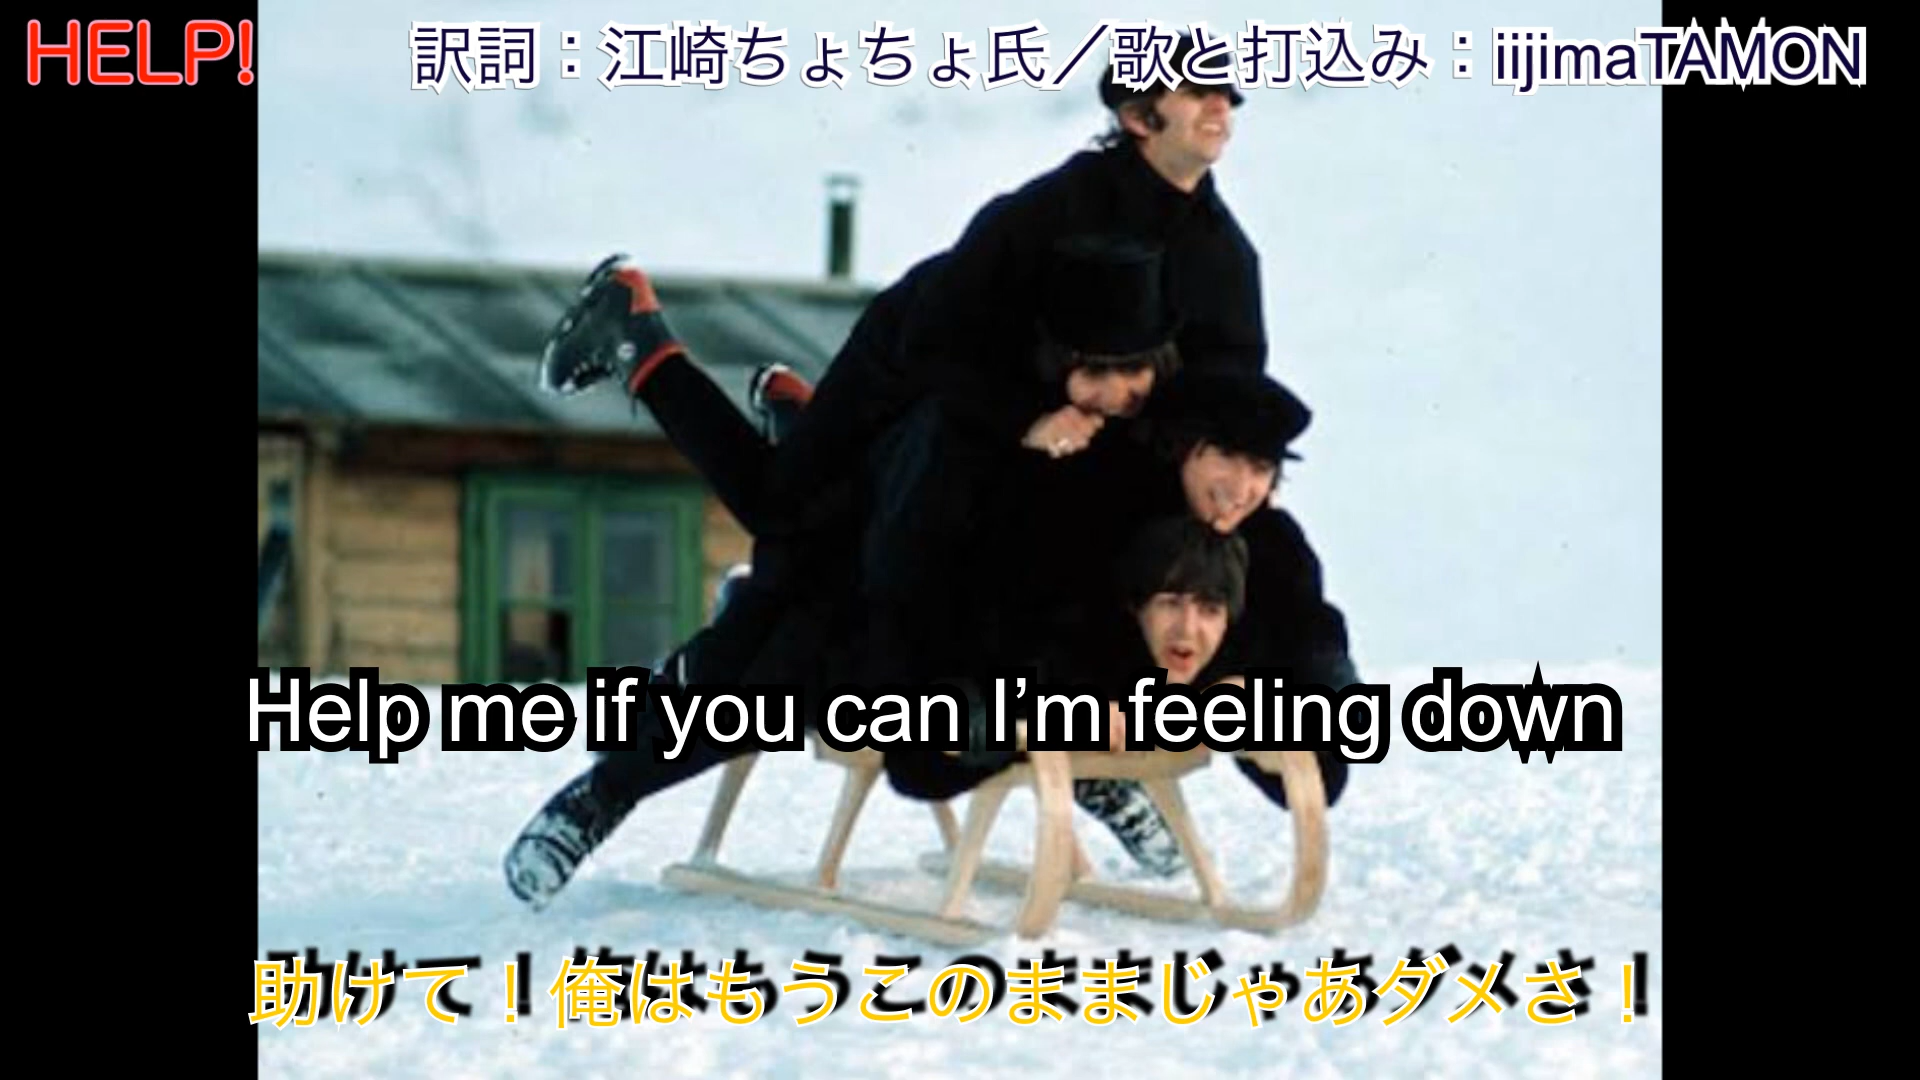 HELP!
訳詞：江崎ちょちょ氏／歌と打込み：iijimaTAMON
Help me if you can I’m feeling down
助けて！俺はもうこのままじゃあダメさ！